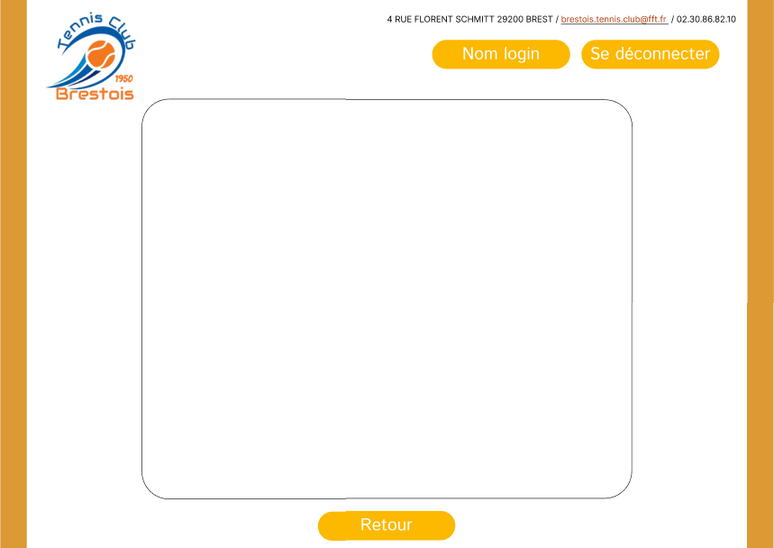 Tennis Club
1950
Brestois
4 RUE FLORENT SCHMITT 29200 BREST / brestois.tennis.club@fft.fr / 02.30.86.82.10
Nom login
Se déconnecter
Retour